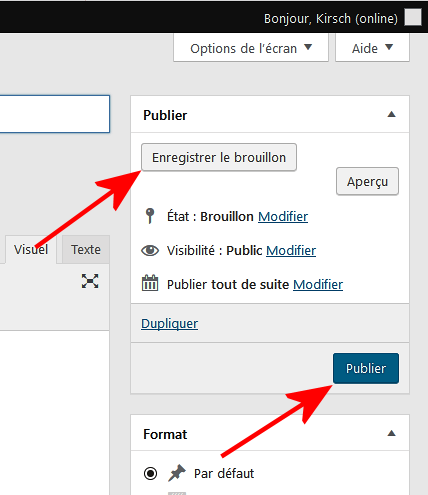 Bonjour, Kirsch (online)
Options de l'écran ▼ Aide ▼
Publier
Enregistrer le brouillon
Aperçu
État : Brouillon Modifier
Visibilité : Public Modifier
Visuel Texte
Publier tout de suite Modifier
Dupliquer
Publier
Format
Par défaut